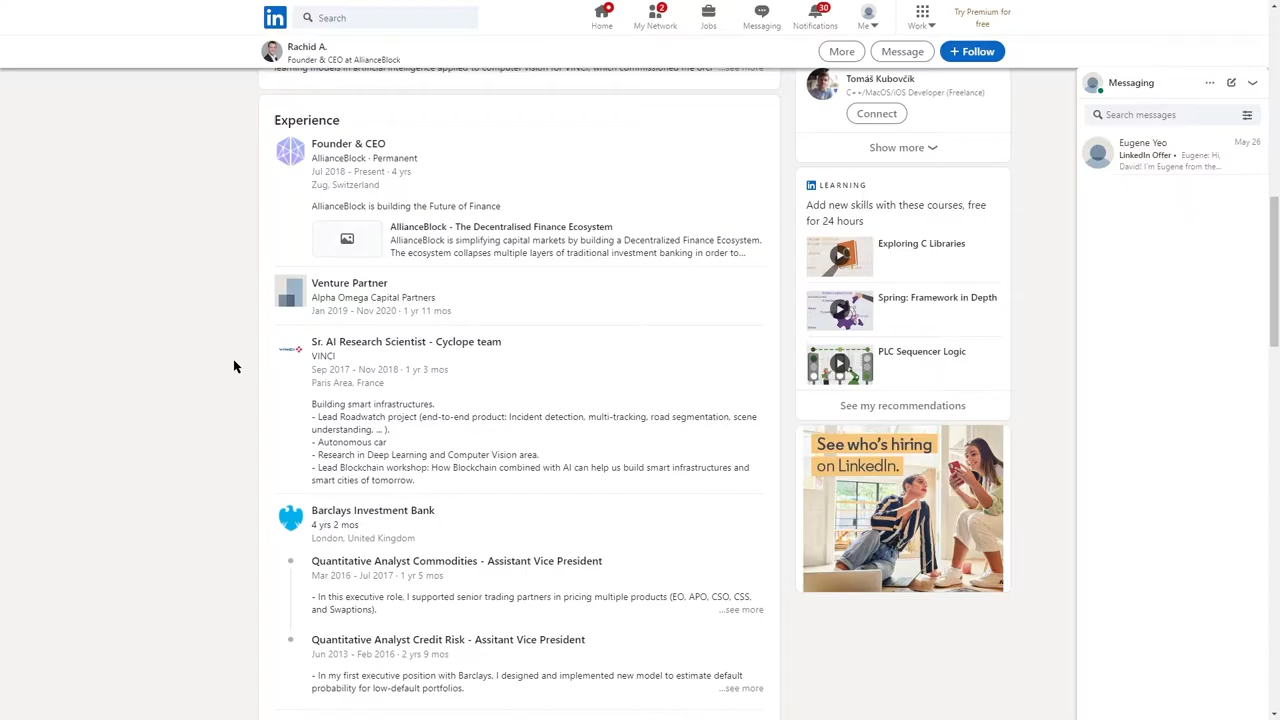 in
Search
Home
2
My Network
Jobs
Messaging
30
Notifications
Me
Work
Try Premium for
free
Rachid A.
Founder & CEO at AllianceBlock
More
Message
+ Follow
...see more
Experience
Founder & CEO
AllianceBlock · Permanent
Jul 2018 - Present · 4 yrs
Zug, Switzerland
AllianceBlock is building the Future of Finance
AllianceBlock - The Decentralised Finance Ecosystem
AllianceBlock is simplifying capital markets by building a Decentralized Finance Ecosystem.
The ecosystem collapses multiple layers of traditional investment banking in order to...
Venture Partner
Alpha Omega Capital Partners
Jan 2019 - Nov 2020 · 1 yr 11 mos
Sr. AI Research Scientist - Cyclope team
VINCI
VINCI
Sep 2017 - Nov 2018 · 1 yr 3 mos
Paris Area, France
Building smart infrastructures.
- Lead Roadwatch project (end-to-end product: Incident detection, multi-tracking, road segmentation, scene
understanding, ... ).
- Autonomous car
- Research in Deep Learning and Computer Vision area.
- Lead Blockchain workshop: How Blockchain combined with AI can help us build smart infrastructures and
smart cities of tomorrow.
Barclays Investment Bank
4 yrs 2 mos
London, United Kingdom
Quantitative Analyst Commodities - Assistant Vice President
Mar 2016 - Jul 2017 · 1 yr 5 mos
- In this executive role, I supported senior trading partners in pricing multiple products (EO, APO, CSO, CSS,
and Swaptions).
...see more
Quantitative Analyst Credit Risk - Assitant Vice President
Jun 2013 - Feb 2016 · 2 yrs 9 mos
- In my first executive position with Barclays, I designed and implemented new model to estimate default
probability for low-default portfolios.
...see more
Tomáš Kubovčík
C++/MacOS/iOS Developer (Freelance)
Connect
Show more
in LEARNING
Add new skills with these courses, free
for 24 hours
Exploring C Libraries
Spring: Framework in Depth
PLC Sequencer Logic
See my recommendations
See who's hiring
on LinkedIn.
Messaging
Search messages
Eugene Yeo
May 26
LinkedIn Offer • Eugene: Hi,
David! I'm Eugene from the...